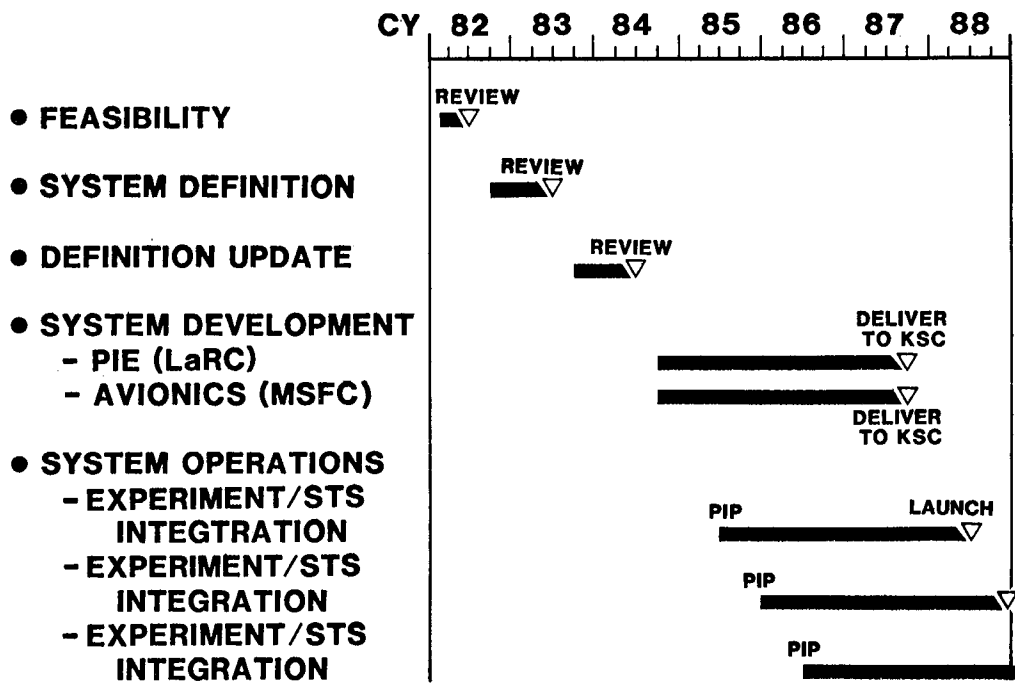 CY 82 83 84 85 86 87 88
REVIEW
• FEASIBILITY
REVIEW
• SYSTEM DEFINITION
REVIEW
• DEFINITION UPDATE
• SYSTEM DEVELOPMENT
DELIVER
TO KSC
– PIE (LaRC)
– AVIONICS (MSFC)
DELIVER
TO KSC
• SYSTEM OPERATIONS
– EXPERIMENT/STS
INTEGTRATION
PIP LAUNCH
– EXPERIMENT/STS
INTEGRATION
PIP
– EXPERIMENT/STS
INTEGRATION
PIP